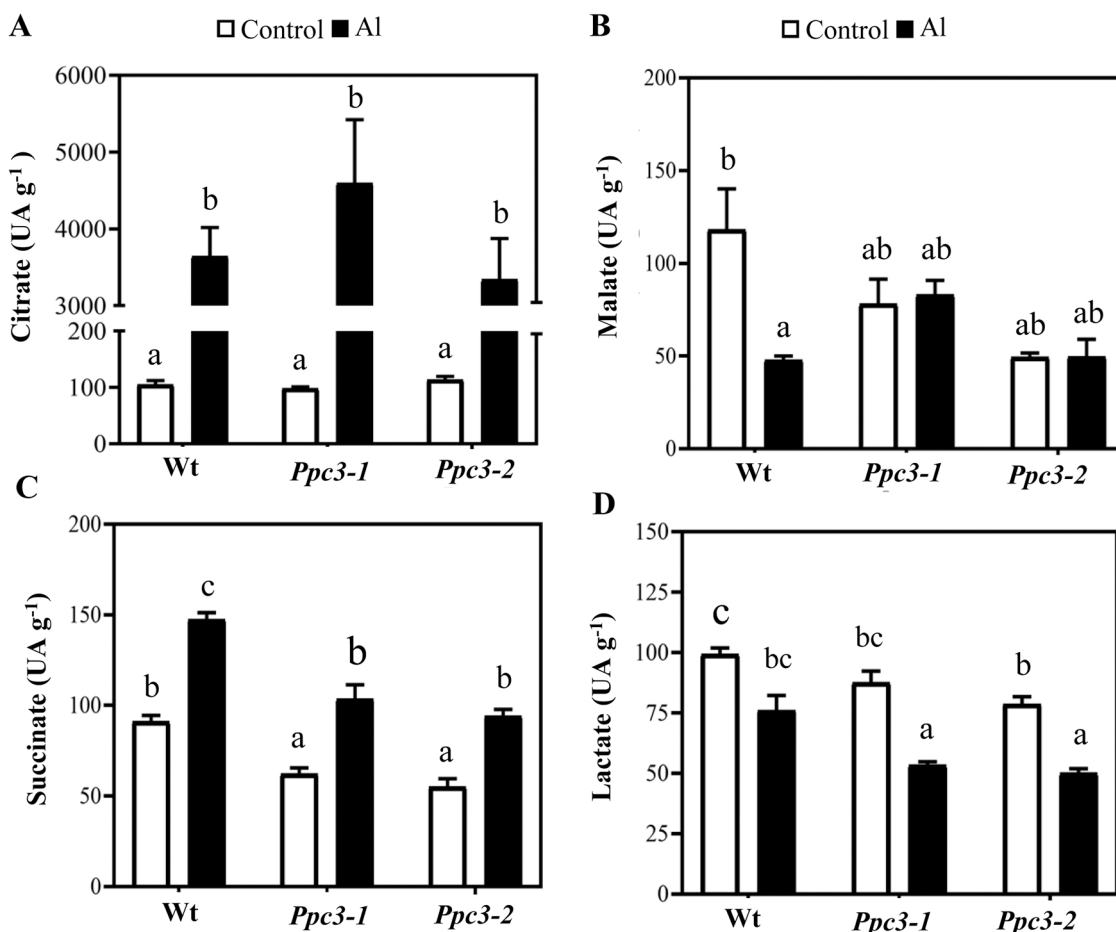 A
Control Al
Citrate (UA g-1 )
6000
5000
4000
3000
200
100
0
b
b
b
a
a
a
Wt Ppc3-1 Ppc3-2
B
Control Al
Malate (UA g-1)
200
150
100
50
0
b
a
ab
ab
ab
ab
Wt Ppc3-1 Ppc3-2
C
Succinate (UA g-1)
200
150
100
50
0
b
c
a
b
a
b
Wt Ppc3-1 Ppc3-2
D
Lactate (UA g-1)
150
125
100
75
50
25
0
c
bc
bc
a
b
a
Wt Ppc3-1 Ppc3-2